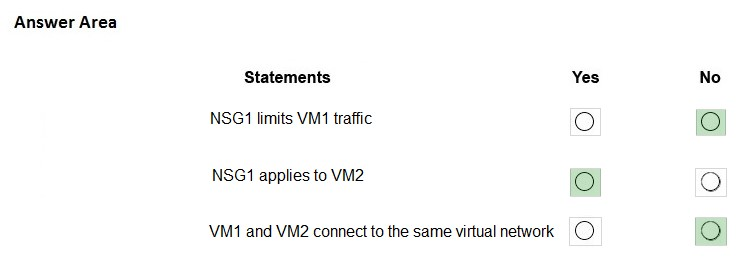 Answer Area
Statements Yes No
NSG1 limits VM1 traffic
NSG1 applies to VM2
VM1 and VM2 connect to the same virtual network